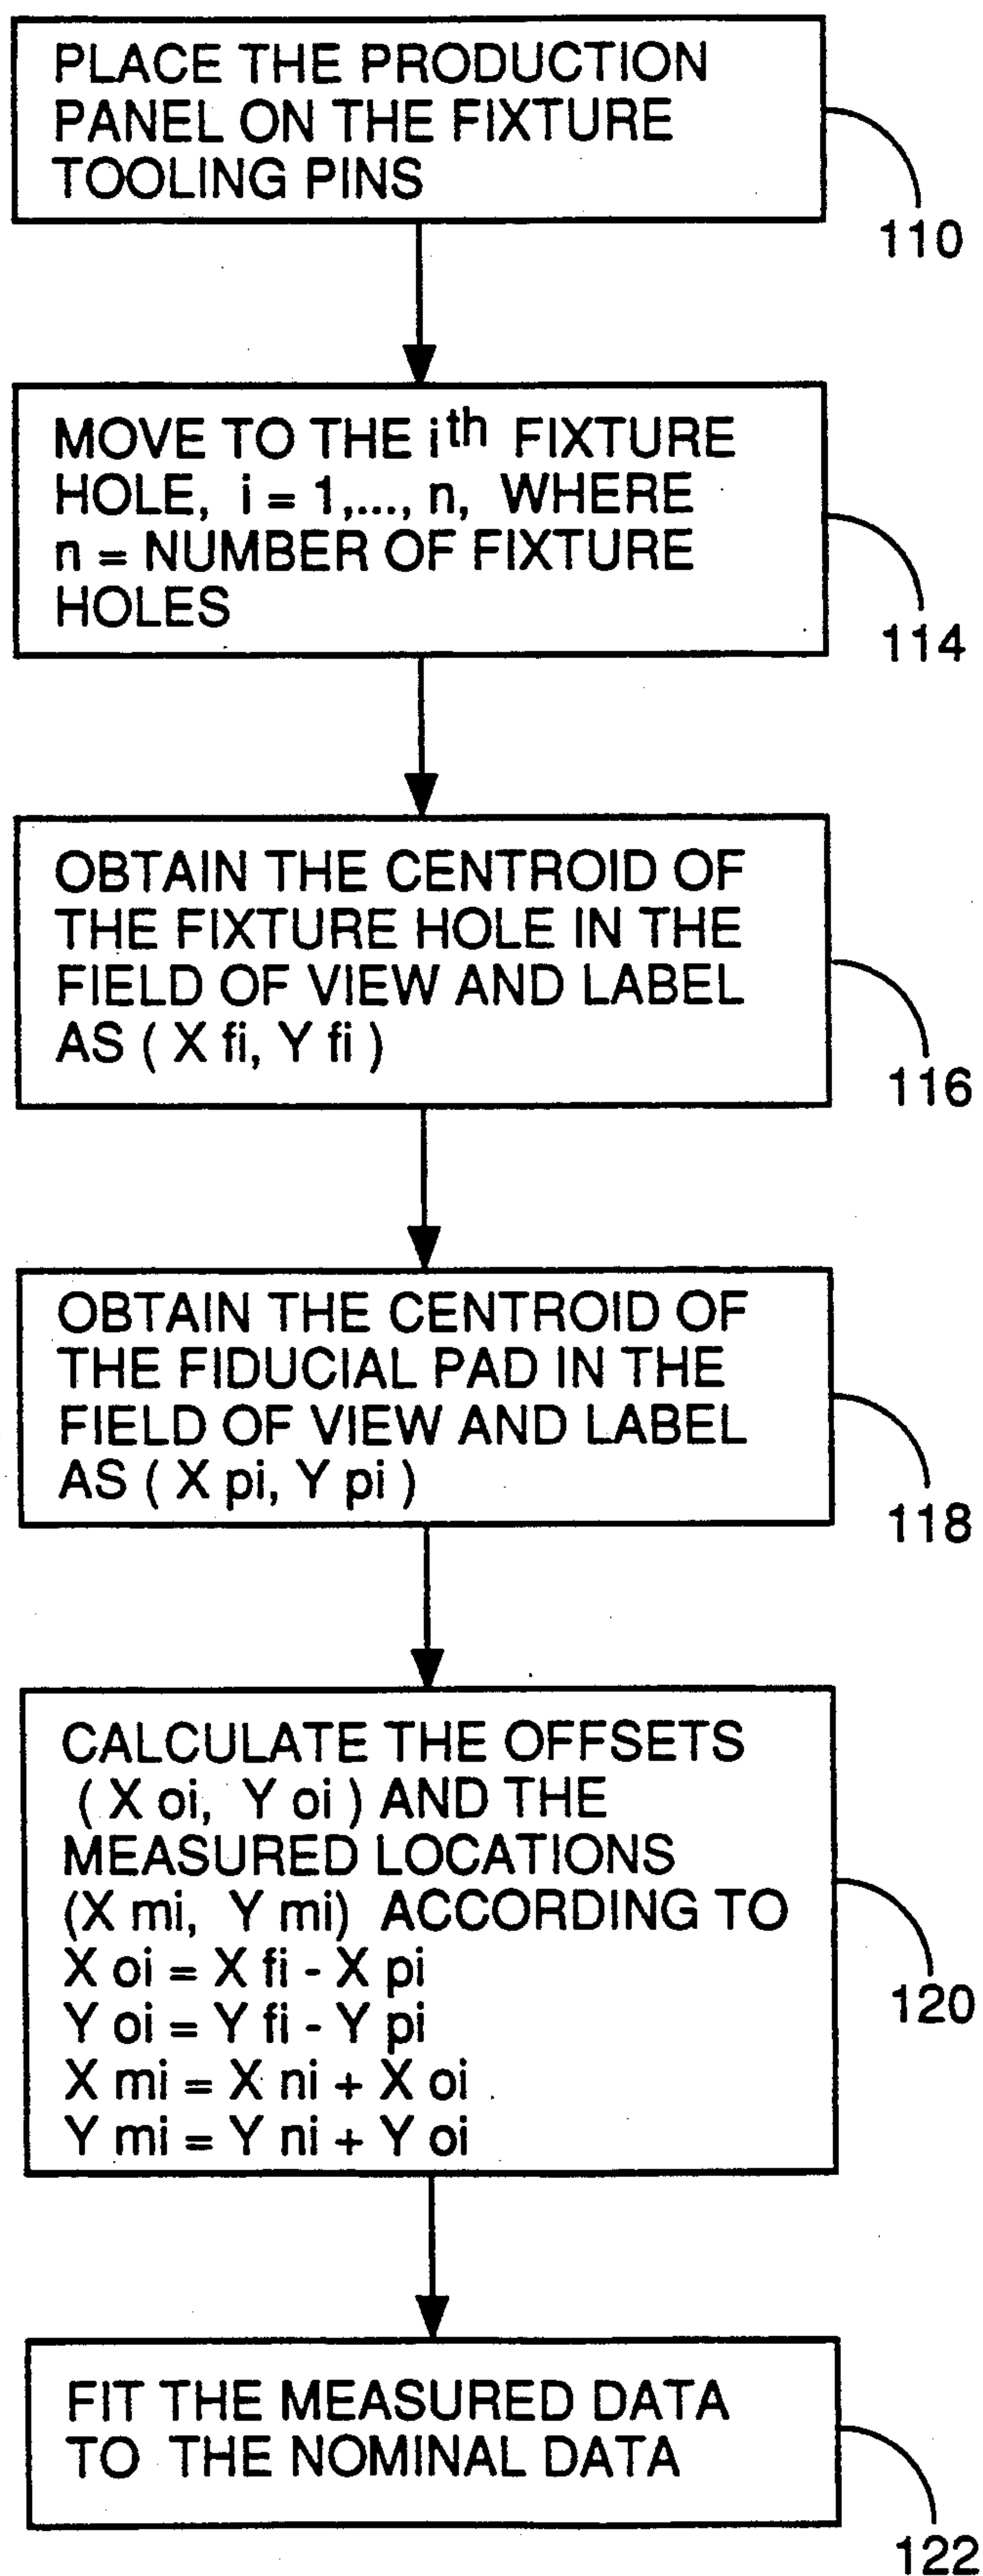 PLACE THE PRODUCTION
PANEL ON THE FIXTURE
TOOLING PINS
110
MOVE TO THE ith FIXTURE
HOLE, i = 1,..., n, WHERE
n = NUMBER OF FIXTURE
HOLES
114
OBTAIN THE CENTROID OF
THE FIXTURE HOLE IN THE
FIELD OF VIEW AND LABEL
AS ( X fi, Y fi )
116
OBTAIN THE CENTROID OF
THE FIDUCIAL PAD IN THE
FIELD OF VIEW AND LABEL
AS ( X pi, Y pi )
118
CALCULATE THE OFFSETS
( X oi, Y oi ) AND THE
MEASURED LOCATIONS
(X mi, Y mi) ACCORDING TO
X oi = X fi - X pi
Y oi = Y fi - Y pi
X mi = X ni + X oi
Y mi = Y ni + Y oi
120
FIT THE MEASURED DATA
TO THE NOMINAL DATA
122